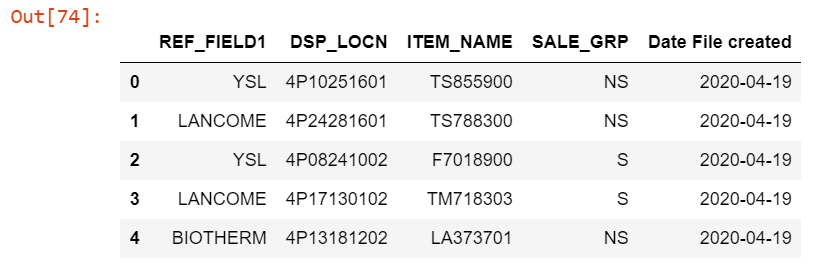 Out[74]:
REF_FIELD1 DSP_LOCN ITEM_NAME SALE_GRP Date File created
0 YSL 4P10251601 TS855900 NS 2020-04-19
1 LANCOME 4P24281601 TS788300 NS 2020-04-19
2 YSL 4P08241002 F7018900 S 2020-04-19
3 LANCOME 4P17130102 TM718303 S 2020-04-19
4 BIOTHERM 4P13181202 LA373701 NS 2020-04-19